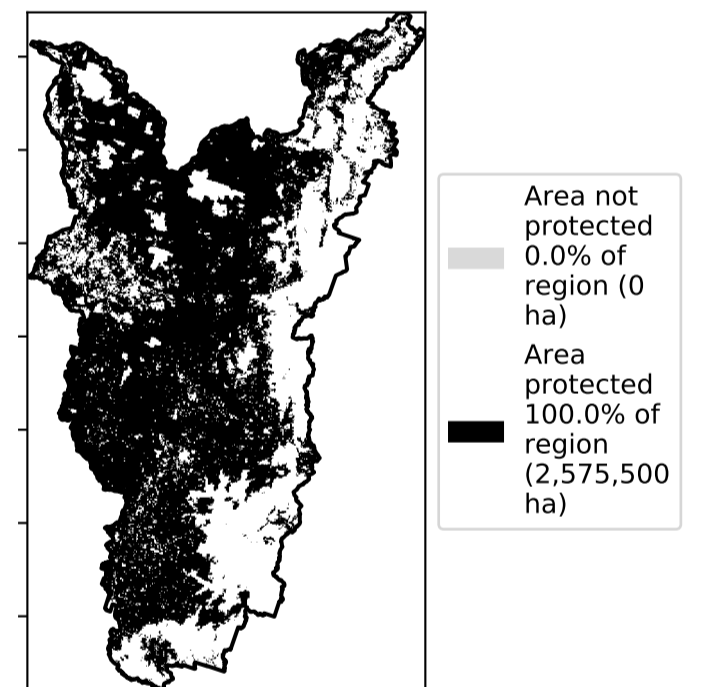 Area not
protected
0.0% of
region (0
ha)
Area
protected
100.0% of
region
(2,575,500
ha)